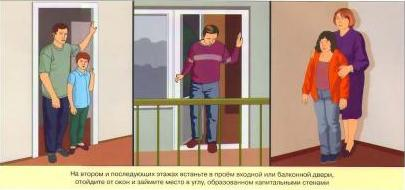 На втором и последующих этажах встаньте в проём входной или балконной двери,
отойдите от окон и займите место в углу, образованном капитальными стенами